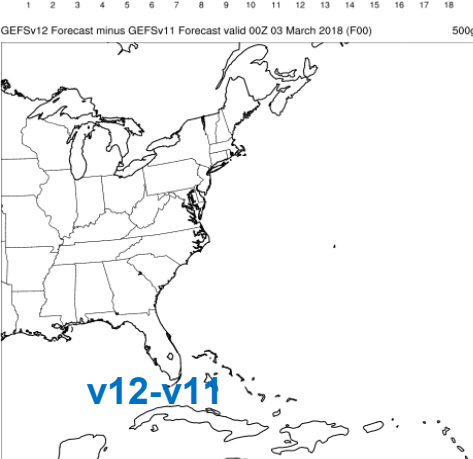 1 2 3 4 5 6 7 8 9 10 11 12 13 14 15 16 17 18
GEFSv12 Forecast minus GEFSv11 Forecast valid 00Z 03 March 2018 (F00) 500g
v12-v11